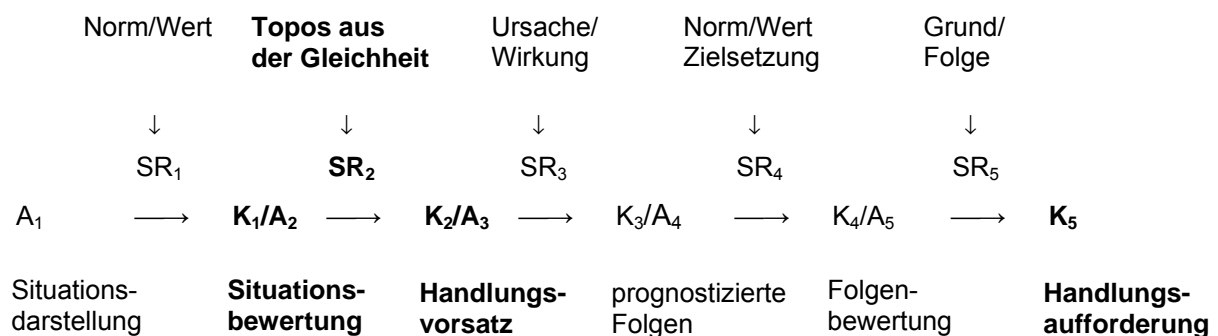 Norm/Wert Topos aus der Gleichheit Ursache/ Wirkung Norm/Wert Zielsetzung Grund/ Folge
↓ ↓ ↓ ↓ ↓
SR₁ SR₂ SR₃ SR₄ SR₅
A₁ → K₁/A₂ → K₂/A₃ → K₃/A₄ → K₄/A₅ → K₅
Situations- Situations- Handlungs- prognostizierte Folgen- Handlungs-
darstellung bewertung vorsatz Folgen bewertung aufforderung